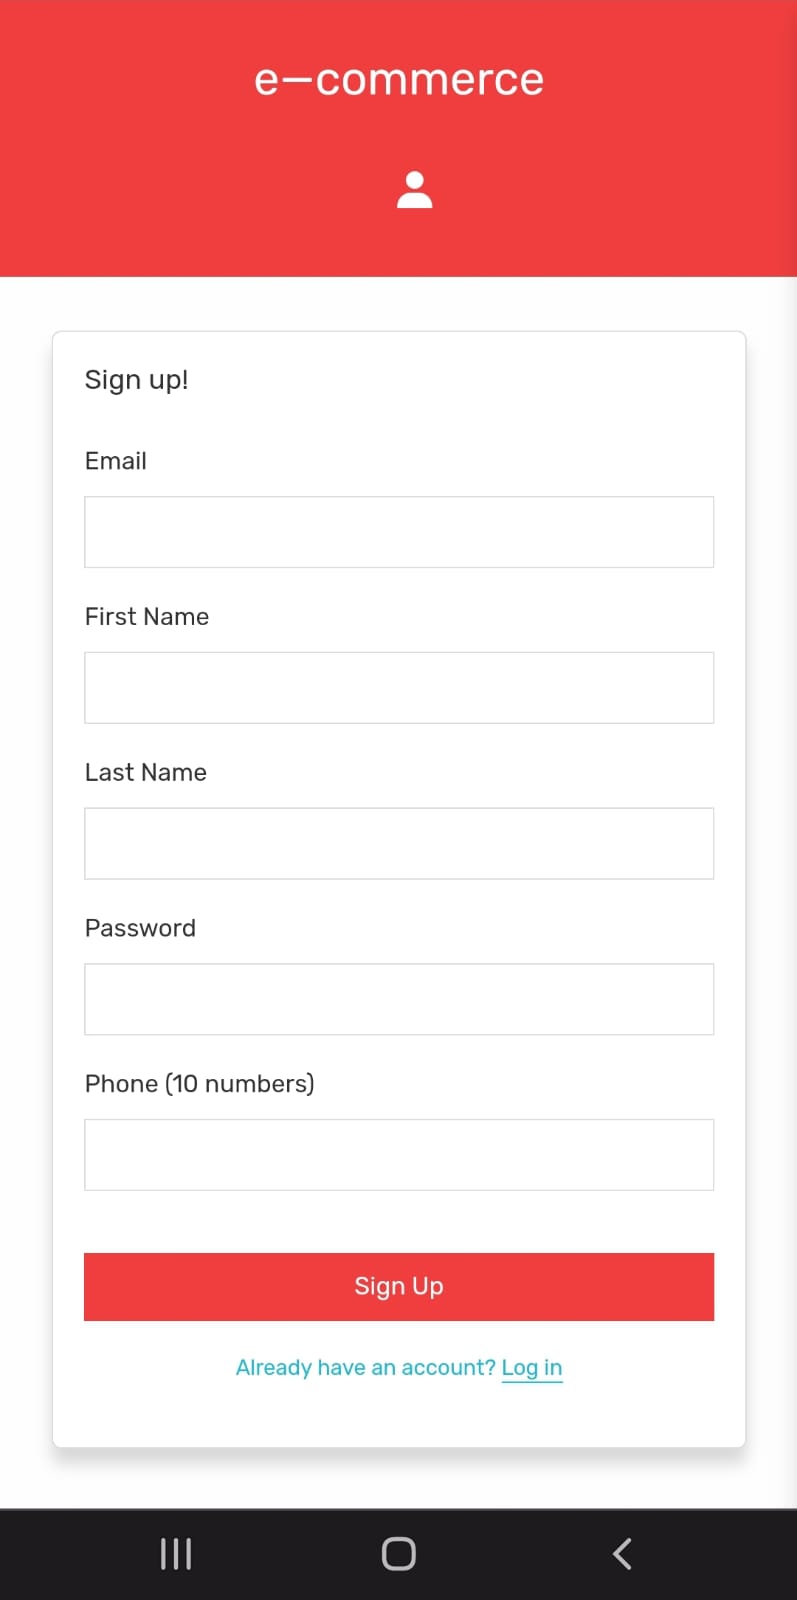 e–commerce
Sign up!
Email
First Name
Last Name
Password
Phone (10 numbers)
Sign Up
Already have an account? Log in